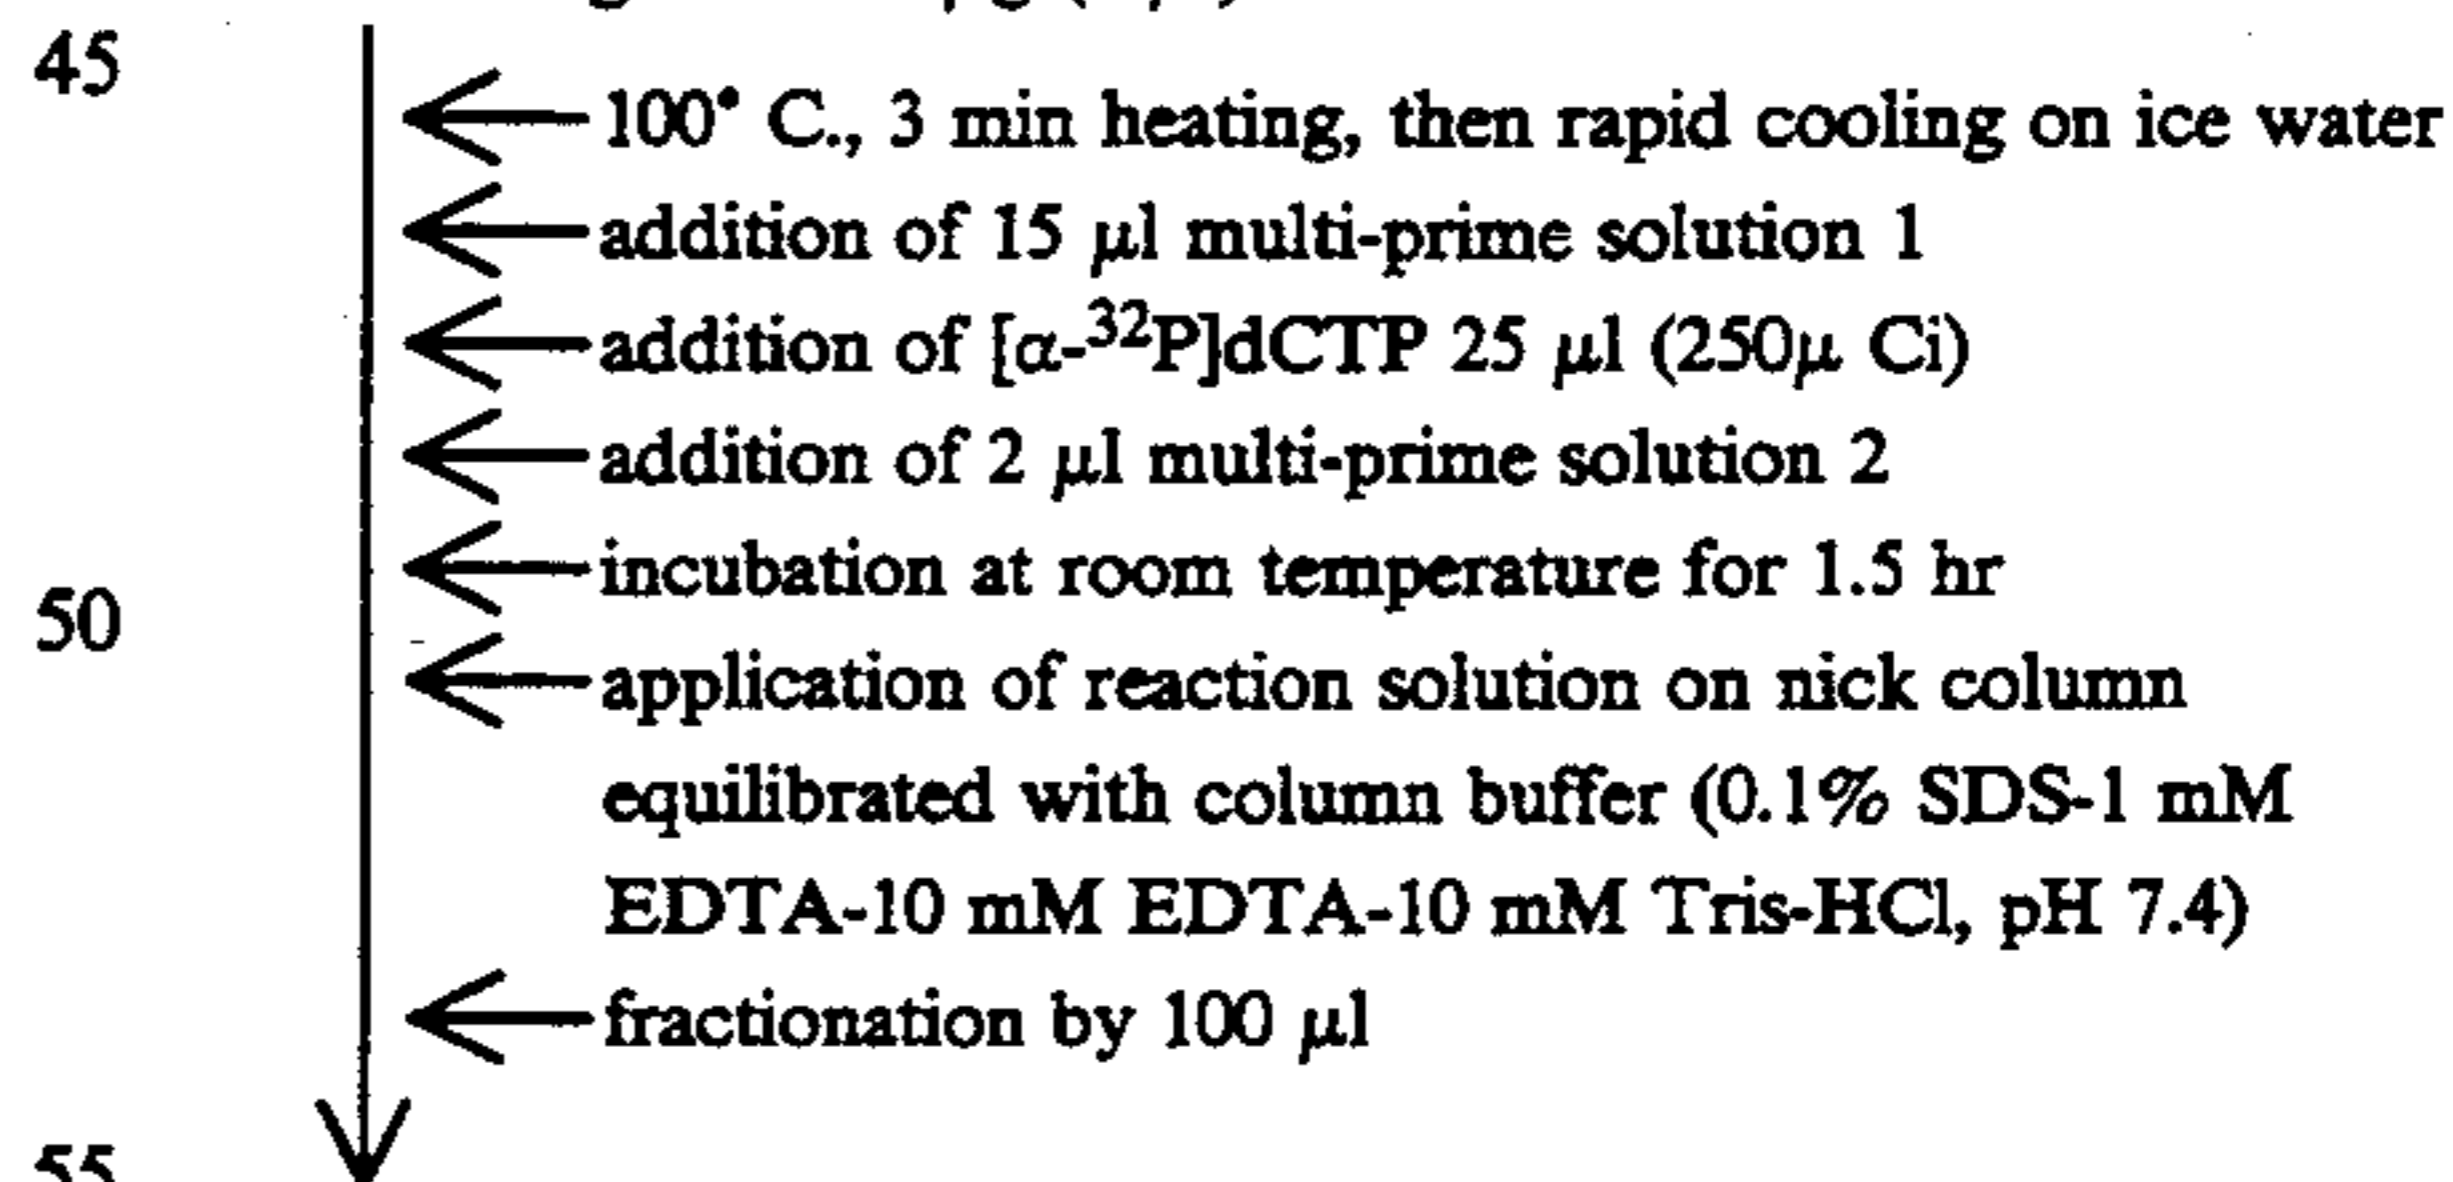 45
100° C., 3 min heating, then rapid cooling on ice water
addition of 15 μl multi-prime solution 1
addition of [α-³²P]dCTP 25 μl (250μ Ci)
addition of 2 μl multi-prime solution 2
incubation at room temperature for 1.5 hr
50
application of reaction solution on nick column
equilibrated with column buffer (0.1% SDS-1 mM
EDTA-10 mM EDTA-10 mM Tris-HCl, pH 7.4)
fractionation by 100 μl
55